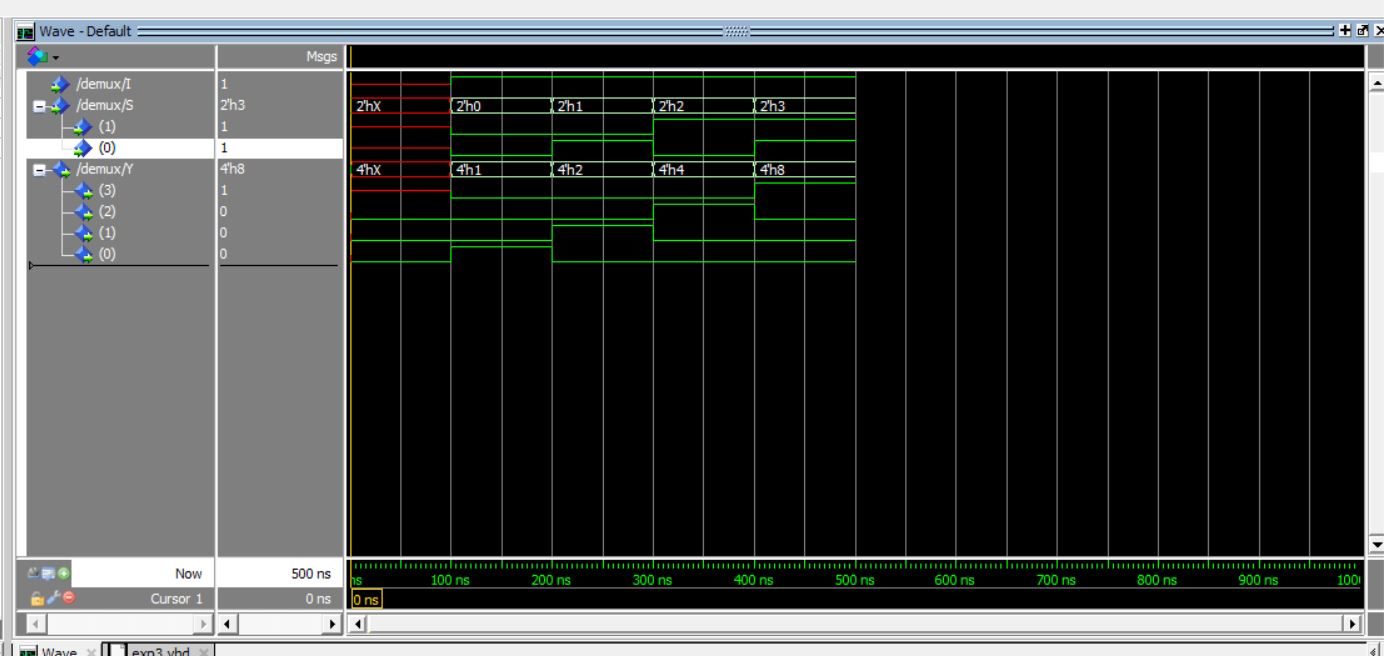 Wave - Default
Msgs
/demux/I 1
/demux/S 2'h3 2'hX 2'h0 2'h1 2'h2 2'h3
(1) 1
(0) 1
/demux/Y 4'h8 4'hX 4'h1 4'h2 4'h4 4'h8
(3) 1
(2) 0
(1) 0
(0) 0
Now 500 ns ns 100 ns 200 ns 300 ns 400 ns 500 ns 600 ns 700 ns 800 ns 900 ns 100
Cursor 1 0 ns 0 ns
Wave exp3.vhd